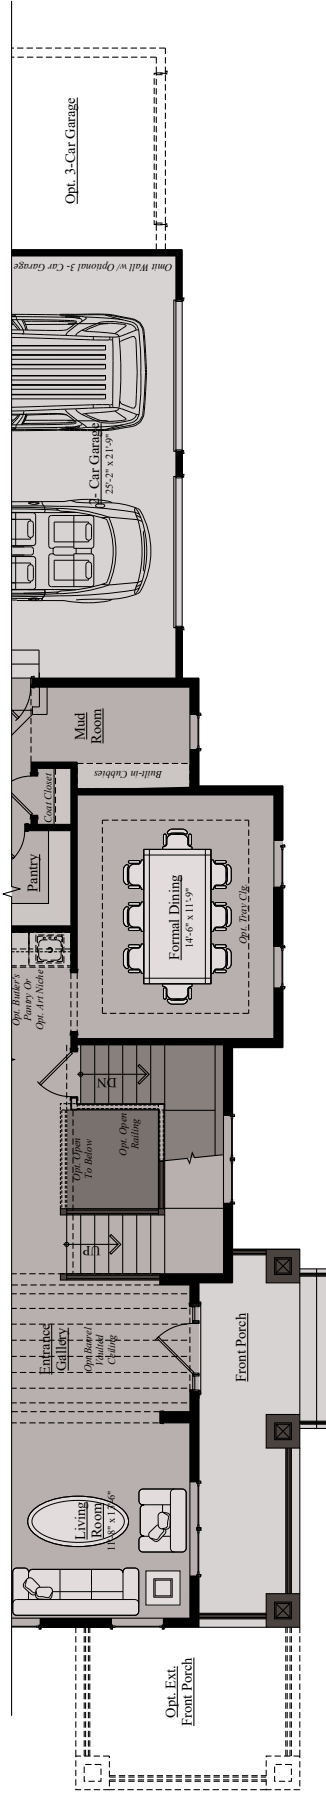 Opt. 3-Car Garage
Omit Wall w/ Optional 3- Car Garage
2- Car Garage
25'-2" x 21'-9"
Mud
Room
Built-in Cubbies
Coat Closet
Pantry
Formal Dining
14'-6" x 11'-9"
Opt. Tray Clg.
Opt. Butler's
Pantry Or
Opt. Art Niche
DN
Opt. Open
To Below
Opt. Open
Railing
UP
Entrance
Gallery
Opt Barrel
Vaulted
Ceiling
Front Porch
Living
Room
Opt. Ext.
Front Porch